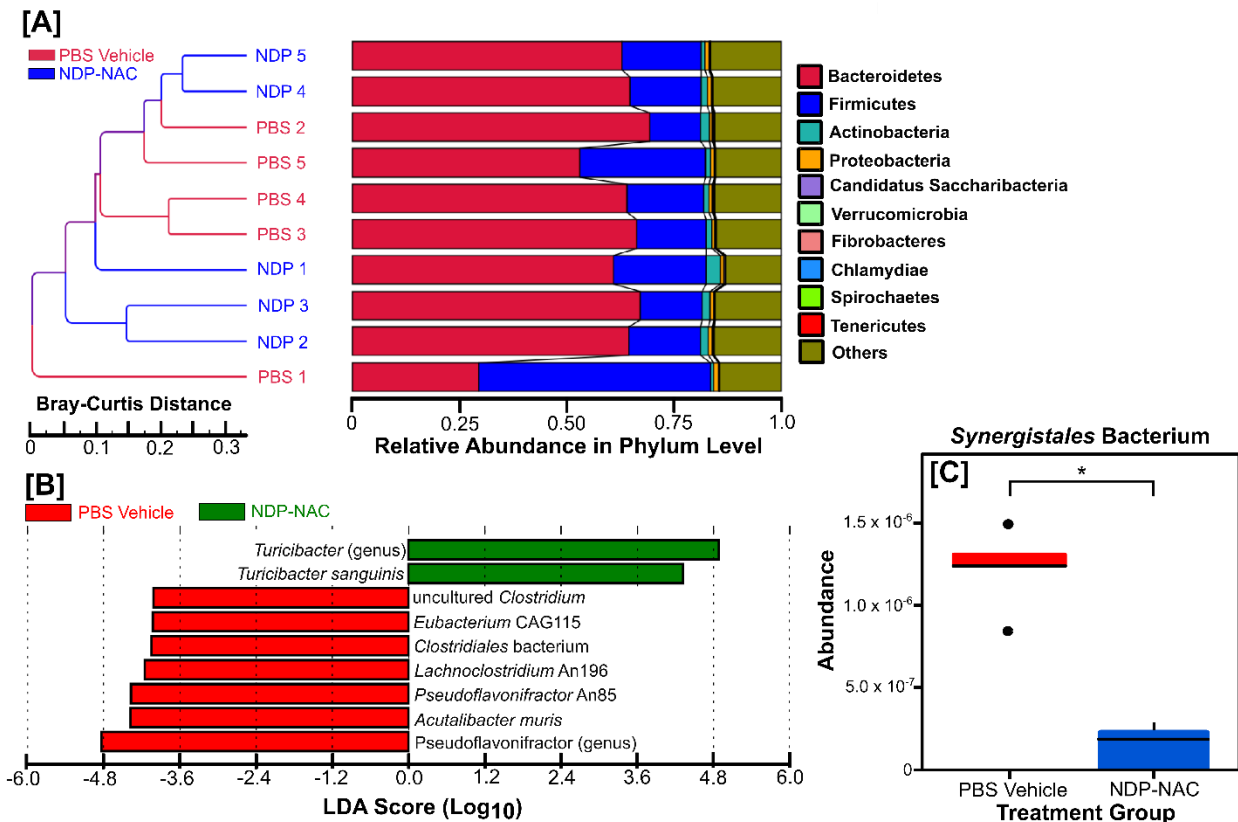 [A]
PBS Vehicle
NDP-NAC
NDP 5
NDP 4
PBS 2
PBS 5
PBS 4
PBS 3
NDP 1
NDP 3
NDP 2
PBS 1
Bray-Curtis Distance
0 0.1 0.2 0.3
0 0.25 0.50 0.75 1.0
Relative Abundance in Phylum Level
Bacteroidetes
Firmicutes
Actinobacteria
Proteobacteria
Candidatus Saccharibacteria
Verrucomicrobia
Fibrobacteres
Chlamydiae
Spirochaetes
Tenericutes
Others
[B]
PBS Vehicle NDP-NAC
Turicibacter (genus)
Turicibacter sanguinis
uncultured Clostridium
Eubacterium CAG115
Clostridiales bacterium
Lachnoclostridium An196
Pseudoflavonifractor An85
Acutalibacter muris
Pseudoflavonifractor (genus)
-6.0 -4.8 -3.6 -2.4 -1.2 0.0 1.2 2.4 3.6 4.8 6.0
LDA Score (Log10)
Synergistales Bacterium
[C]
*
1.5 x 10-6
1.0 x 10-6
5.0 x 10-7
0
Abundance
PBS Vehicle NDP-NAC
Treatment Group